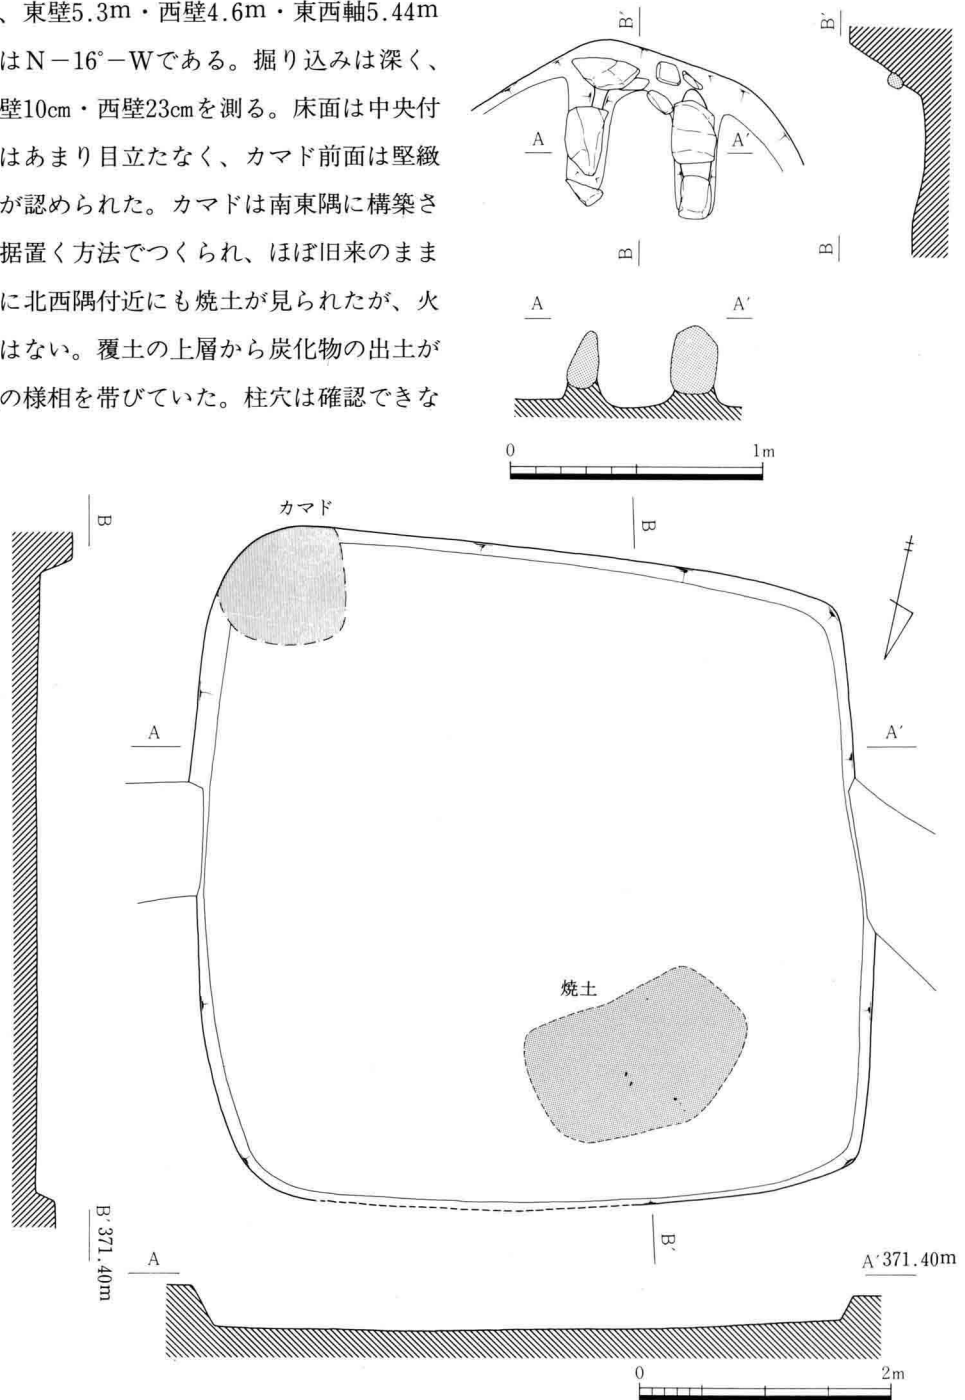 、東壁5.3m・西壁4.6m・東西軸5.44m
はN－16°－Wである。掘り込みは深く、
壁10cm・西壁23cmを測る。床面は中央付
はあまり目立たなく、カマド前面は堅緻
が認められた。カマドは南東隅に構築さ
据置く方法でつくられ、ほぼ旧来のまま
に北西隅付近にも焼土が見られたが、火
はない。覆土の上層から炭化物の出土が
の様相を帯びていた。柱穴は確認できな
B′
B′
A
A′
B
B
A
A′
0
1m
カマド
B
B
A
A′
焼土
B′
B′371.40m
A
A′371.40m
0
2m